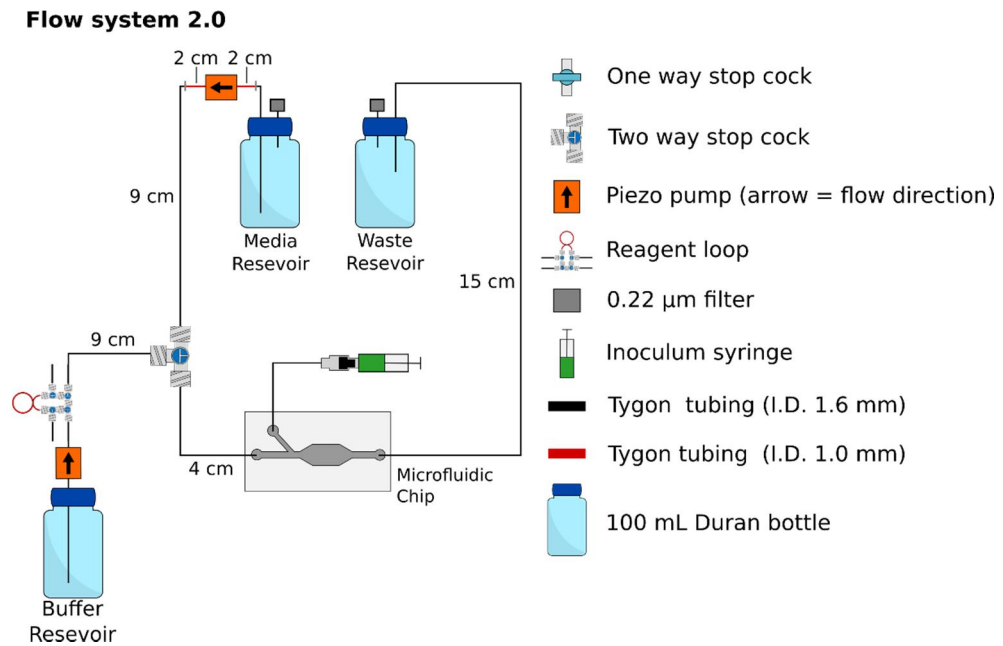 Flow system 2.0
2 cm 2 cm
9 cm
Media
Resevoir
Waste
Resevoir
15 cm
9 cm
4 cm
Microfluidic
Chip
Buffer
Resevoir
One way stop cock
Two way stop cock
Piezo pump (arrow = flow direction)
Reagent loop
0.22 μm filter
Inoculum syringe
Tygon tubing (I.D. 1.6 mm)
Tygon tubing (I.D. 1.0 mm)
100 mL Duran bottle